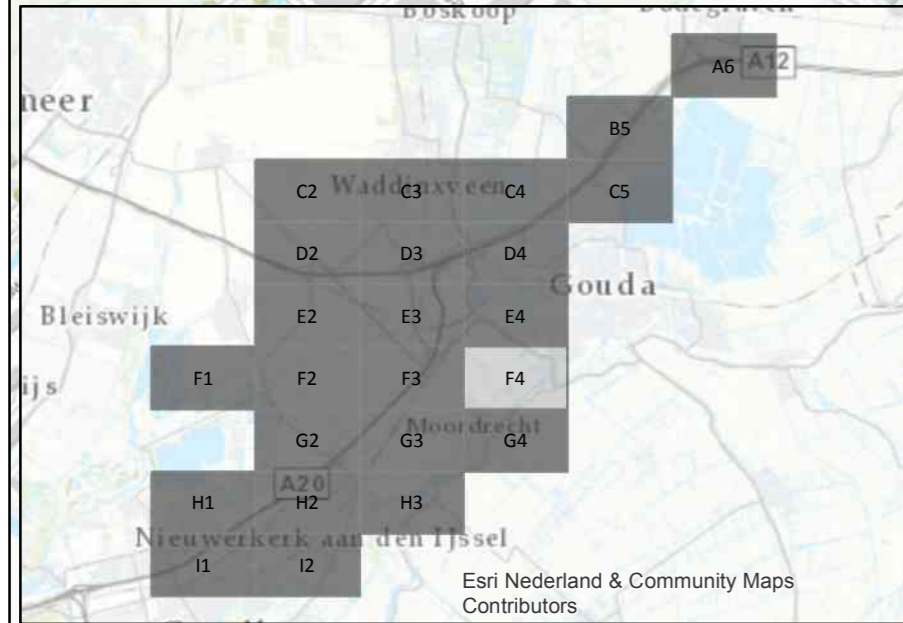 Boskoop
Bodegraven
A6
A12
meer
B5
C2
Waddinxveen
C3
C4
C5
D2
D3
D4
Gouda
Bleiswijk
E2
E3
E4
ijs
F1
F2
F3
F4
Moordrecht
G2
G3
G4
A20
H1
H2
H3
Nieuwerkerk aan den IJssel
I1
I2
Esri Nederland & Community Maps
Contributors